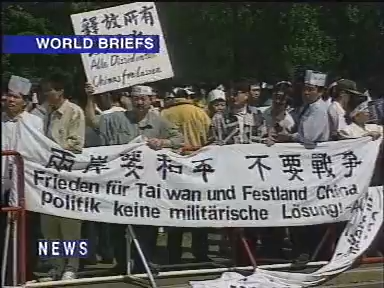 釋放所有
WORLD BRIEFS
Alle Dissidenten
Chinas freilassen
兩岸要和平 不要戰爭
Frieden für Tai wan und Festland China
Politik keine militärische Lösung!
NEWS